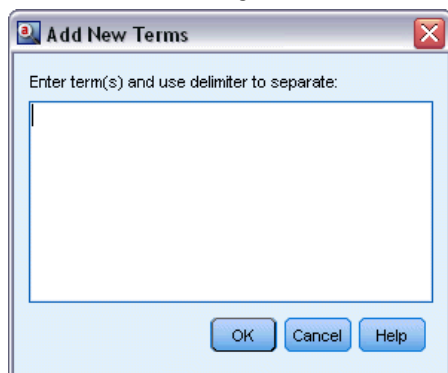 a
Add New Terms
Enter term(s) and use delimiter to separate:
OK Cancel Help